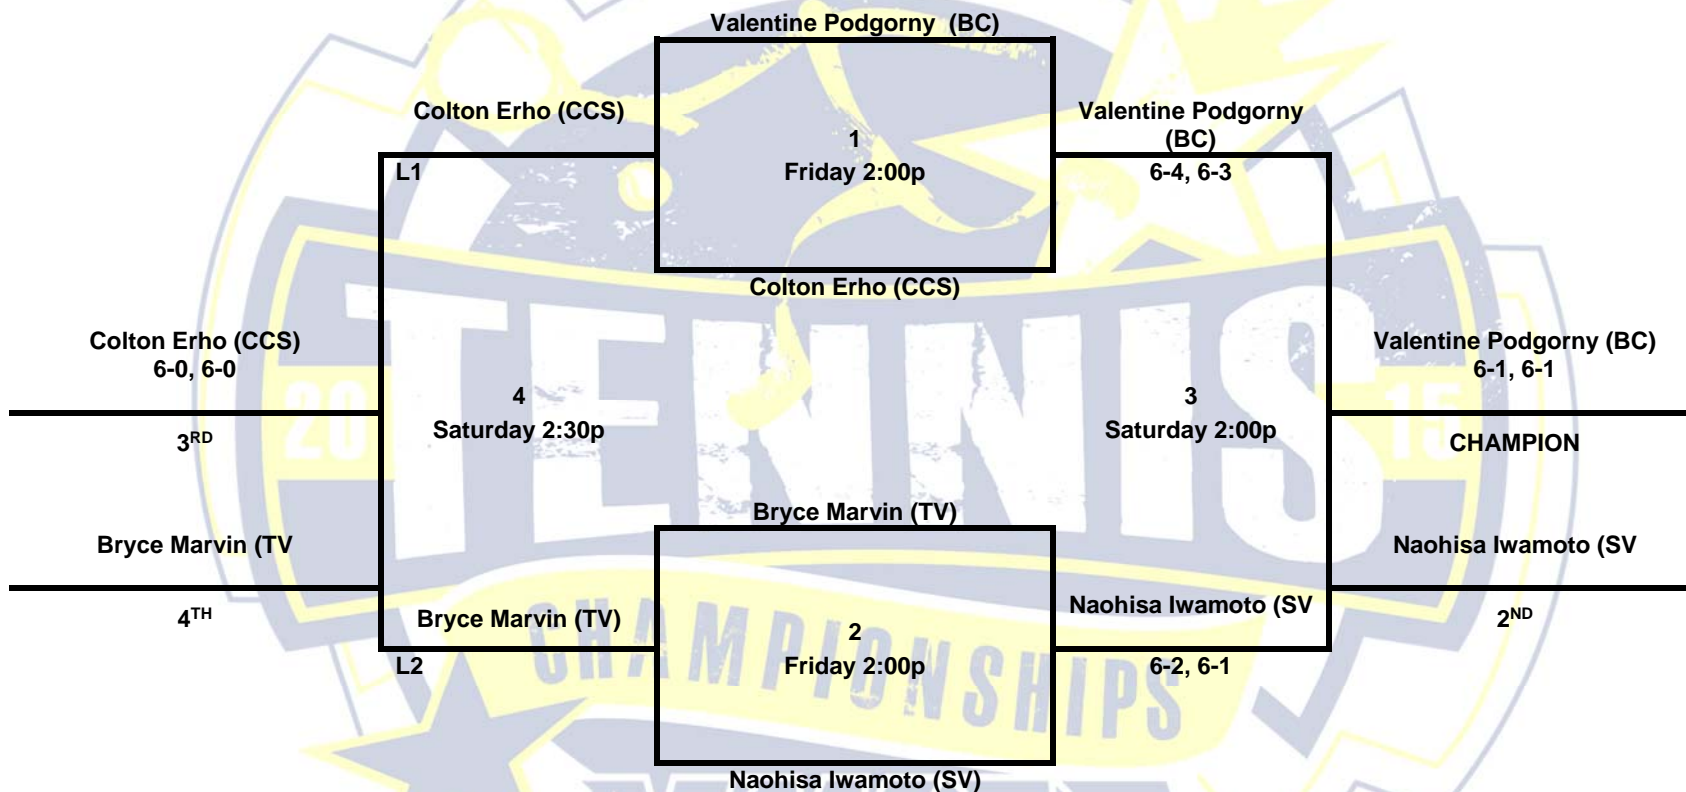 Valentine Podgorny (BC)
Colton Erho (CCS)
1
Valentine Podgorny
(BC)
L1
Friday 2:00p
6-4, 6-3
Colton Erho (CCS)
Colton Erho (CCS)
6-0, 6-0
Valentine Podgorny (BC)
6-1, 6-1
4
3
Saturday 2:30p
Saturday 2:00p
3RD
CHAMPION
20
TENNIS
15
Bryce Marvin (TV)
Bryce Marvin (TV
Naohisa Iwamoto (SV
4TH
Bryce Marvin (TV)
2
Naohisa Iwamoto (SV
2ND
L2
Friday 2:00p
6-2, 6-1
CHAMPIONSHIPS
Naohisa Iwamoto (SV)